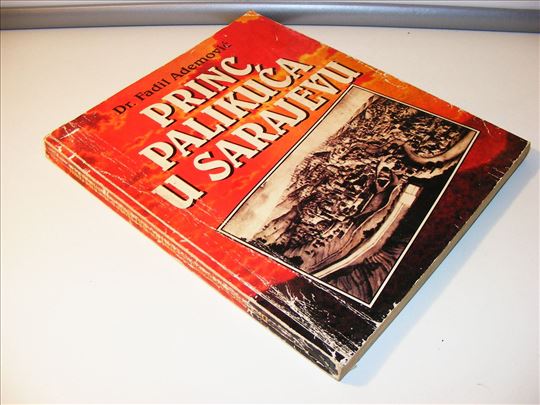 Dr. Fadil Ademović
PRINC
PALIKUĆA
U SARAJEVU